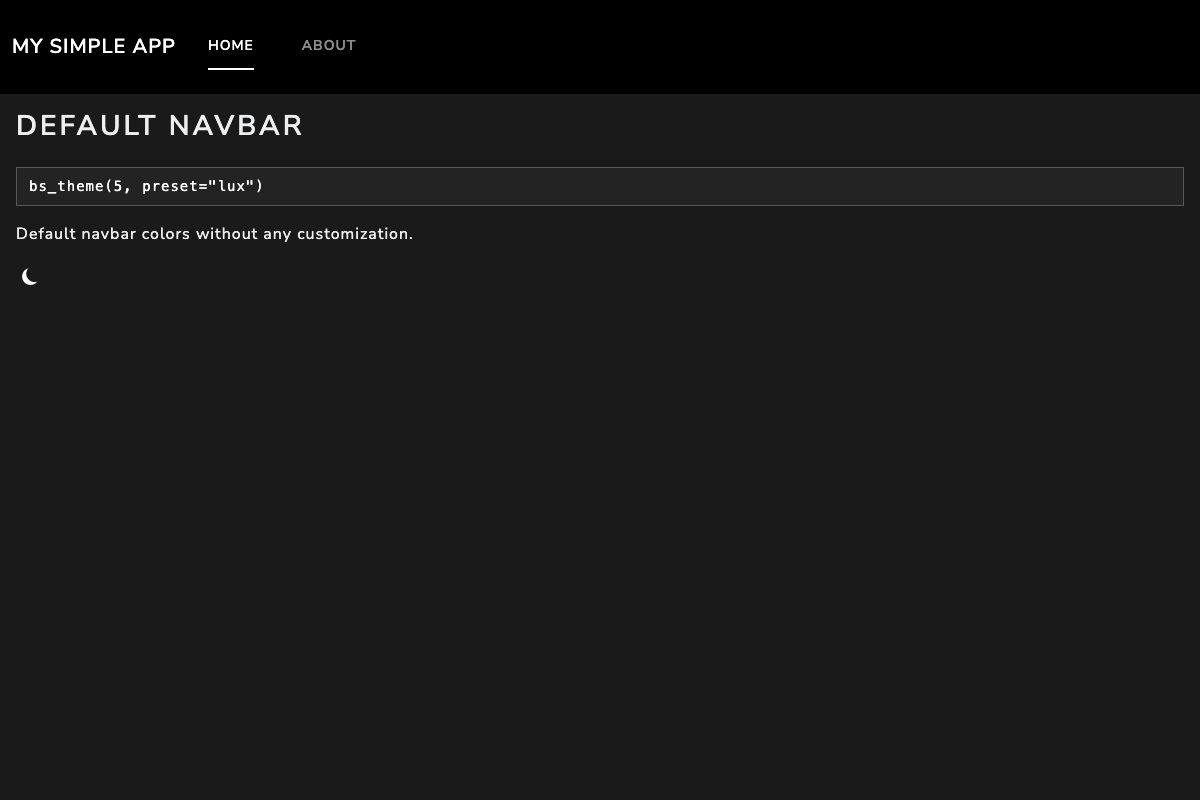 MY SIMPLE APP HOME ABOUT
DEFAULT NAVBAR
bs_theme(5, preset="lux")
Default navbar colors without any customization.